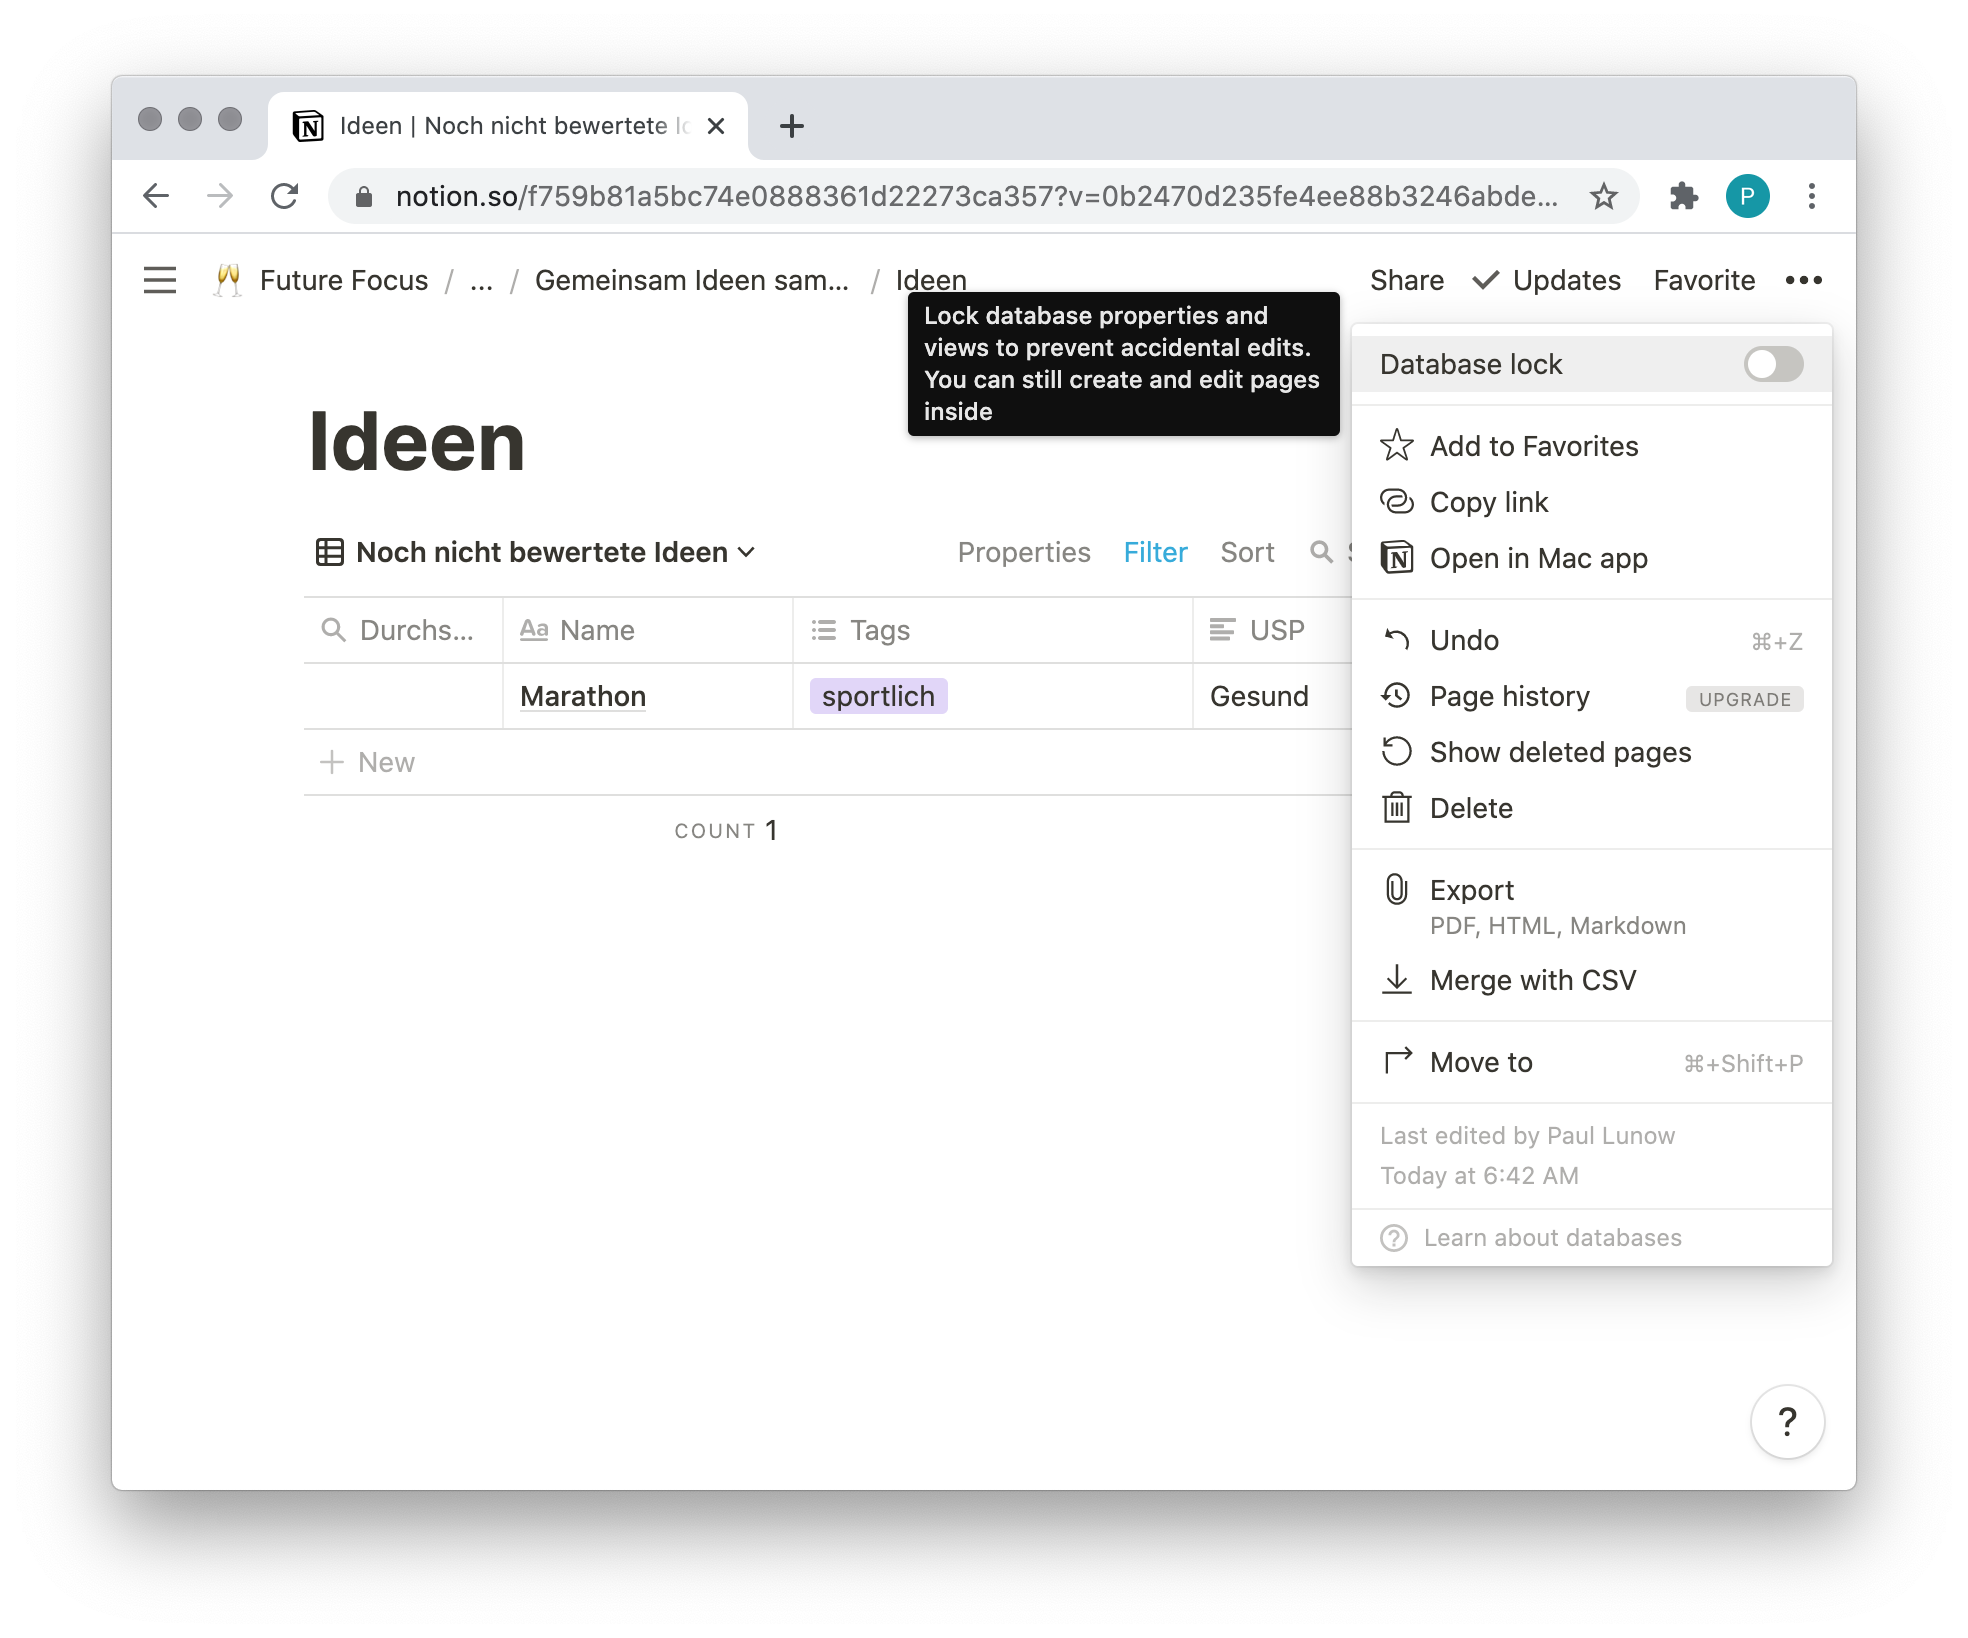 Ideen | Noch nicht bewertete
notion.so/f759b81a5bc74e0888361d22273ca357?v=0b2470d235fe4ee88b3246abde...
P
Future Focus / ... / Gemeinsam Ideen sam... / Ideen
Share Updates Favorite
Lock database properties and
views to prevent accidental edits.
You can still create and edit pages
inside
Ideen
Noch nicht bewertete Ideen
Properties Filter Sort
Durchs... Aa Name Tags USP
Marathon sportlich Gesund
New
COUNT 1
Database lock
Add to Favorites
Copy link
Open in Mac app
Undo ⌘+Z
Page history UPGRADE
Show deleted pages
Delete
Export
PDF, HTML, Markdown
Merge with CSV
Move to ⌘+Shift+P
Last edited by Paul Lunow
Today at 6:42 AM
Learn about databases
?